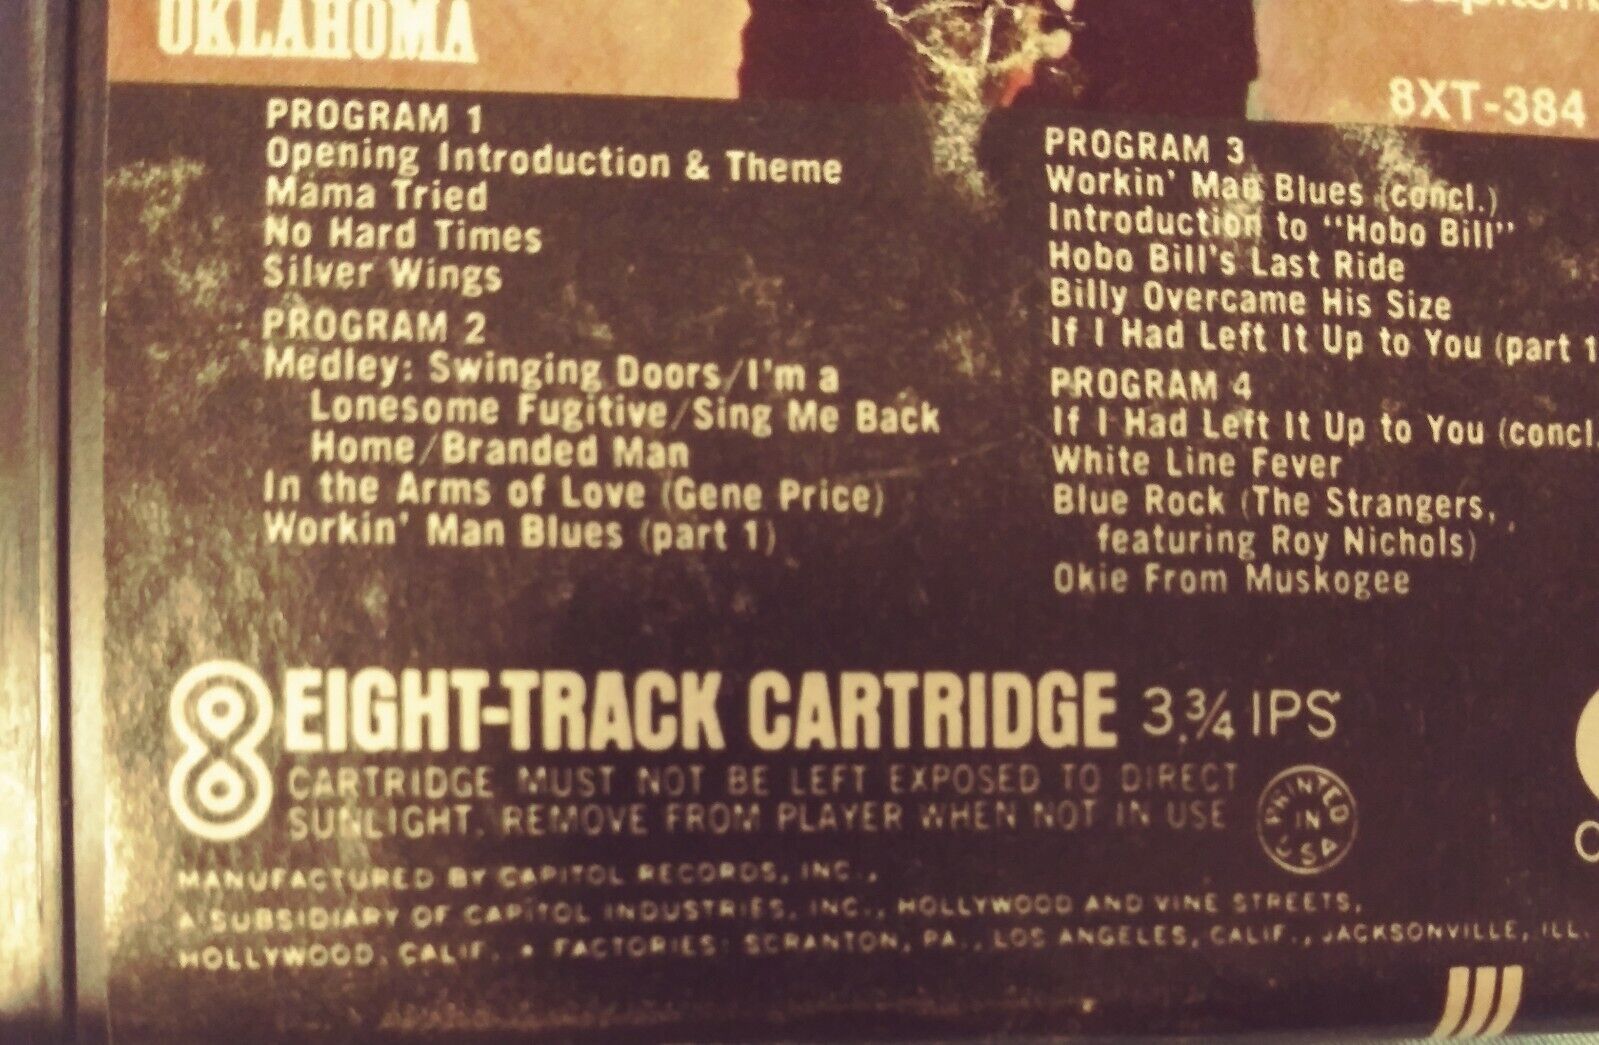 OKLAHOMA
8XT-384
PROGRAM 1
Opening Introduction & Theme
Mama Tried
No Hard Times
Silver Wings
PROGRAM 2
Medley: Swinging Doors/I'm a
Lonesome Fugitive/Sing Me Back
Home/Branded Man
In the Arms of Love (Gene Price)
Workin' Man Blues (part 1)
PROGRAM 3
Workin' Man Blues (concl.)
Introduction to "Hobo Bill"
Hobo Bill's Last Ride
Billy Overcame His Size
If I Had Left It Up to You (part 1
PROGRAM 4
If I Had Left It Up to You (concl.
White Line Fever
Blue Rock (The Strangers,
featuring Roy Nichols)
Okie From Muskogee
8 EIGHT-TRACK CARTRIDGE 3 3/4 IPS
CARTRIDGE MUST NOT BE LEFT EXPOSED TO DIRECT
SUNLIGHT. REMOVE FROM PLAYER WHEN NOT IN USE
PRINTED IN USA
MANUFACTURED BY CAPITOL RECORDS, INC.,
A SUBSIDIARY OF CAPITOL INDUSTRIES, INC., HOLLYWOOD AND VINE STREETS,
HOLLYWOOD, CALIF. • FACTORIES: SCRANTON, PA., LOS ANGELES, CALIF., JACKSONVILLE, ILL.